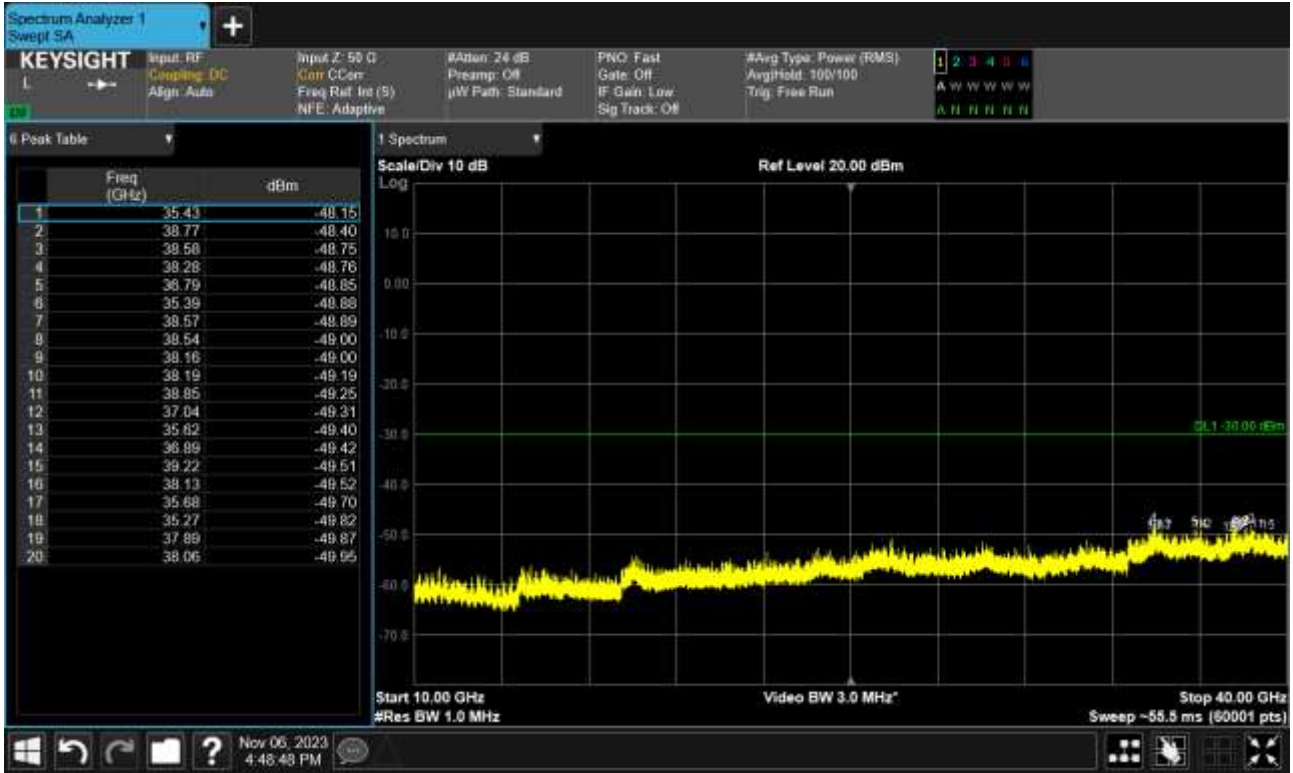 Spectrum Analyzer 1
Swept SA
+
KEYSIGHT
L
Input: RF
Coupling: DC
Align: Auto
Input Z: 50 Ω
Corr CCorr
Freq Ref: Int (S)
NFE: Adaptive
#Atten: 24 dB
Preamp: Off
µW Path: Standard
PNO: Fast
Gate: Off
IF Gain: Low
Sig Track: Off
#Avg Type: Power (RMS)
Avg|Hold: 100/100
Trig: Free Run
1 2 3 4 5 6
A W W W W W
A N N N N N
6 Peak Table
Freq (GHz) dBm
1 35.43 -48.15
2 38.77 -48.40
3 38.58 -48.75
4 38.28 -48.76
5 36.79 -48.85
6 35.39 -48.88
7 38.57 -48.89
8 38.54 -49.00
9 38.16 -49.00
10 38.19 -49.19
11 38.85 -49.25
12 37.04 -49.31
13 35.62 -49.40
14 36.89 -49.42
15 39.22 -49.51
16 38.13 -49.52
17 35.68 -49.70
18 35.27 -49.82
19 37.89 -49.87
20 38.06 -49.95
1 Spectrum
Scale/Div 10 dB
Ref Level 20.00 dBm
Log
10.0
0.00
-10.0
-20.0
-30.0
DL1 -30.00 dBm
-40.0
-50.0
-60.0
-70.0
Start 10.00 GHz
Video BW 3.0 MHz*
Stop 40.00 GHz
#Res BW 1.0 MHz
Sweep ~55.5 ms (60001 pts)
?
Nov 06, 2023
4:48:48 PM